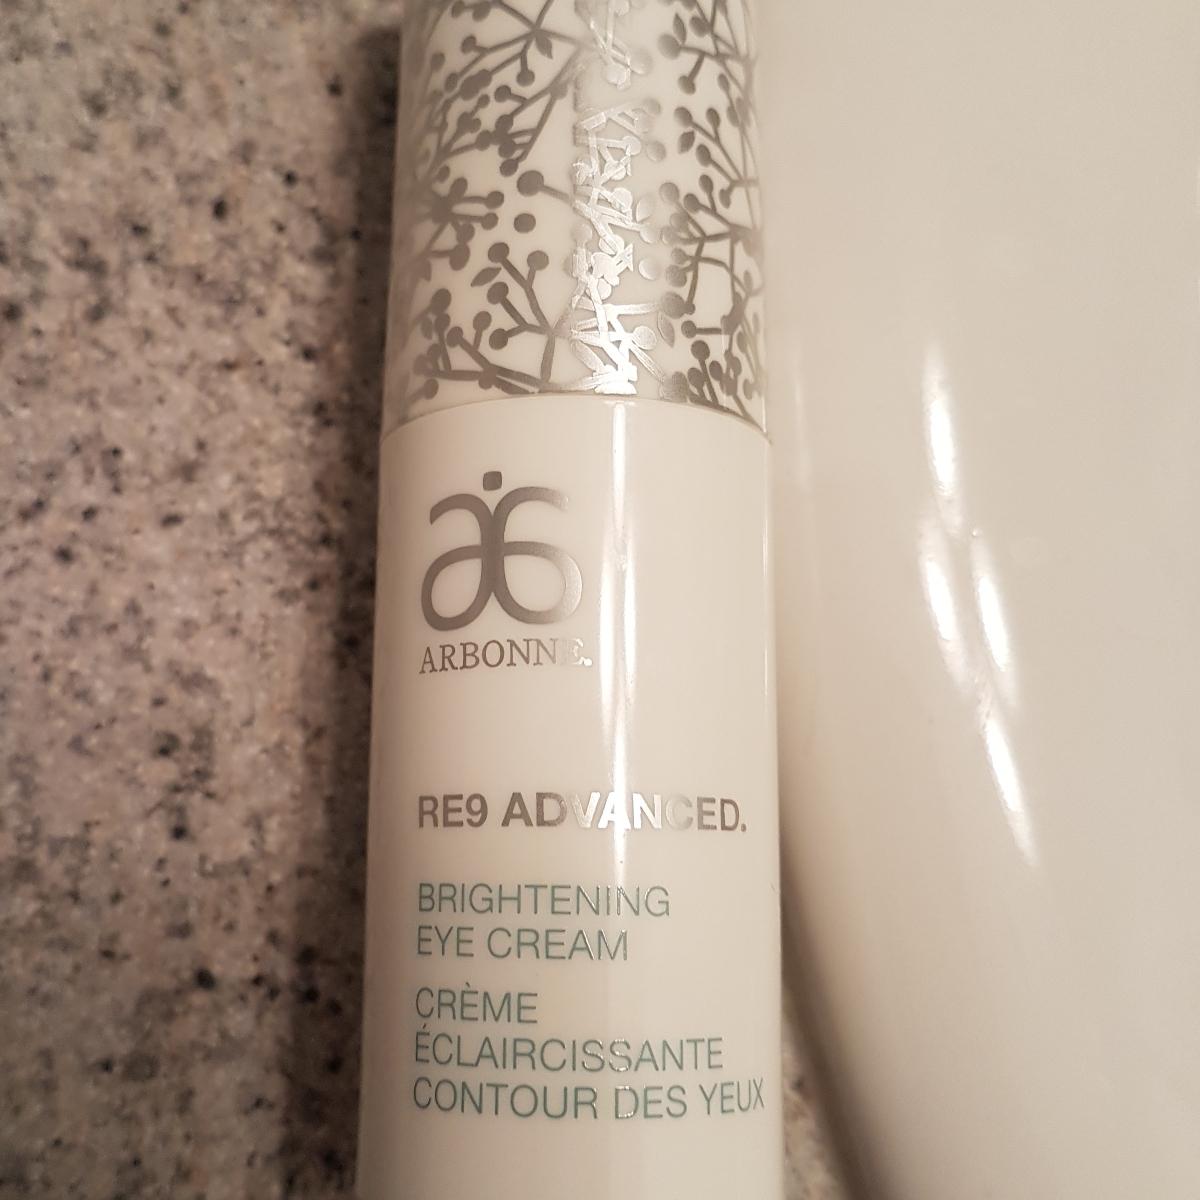 ARBONNE.
RE9 ADVANCED.
BRIGHTENING
EYE CREAM
CRÈME
ÉCLAIRCISSANTE
CONTOUR DES YEUX